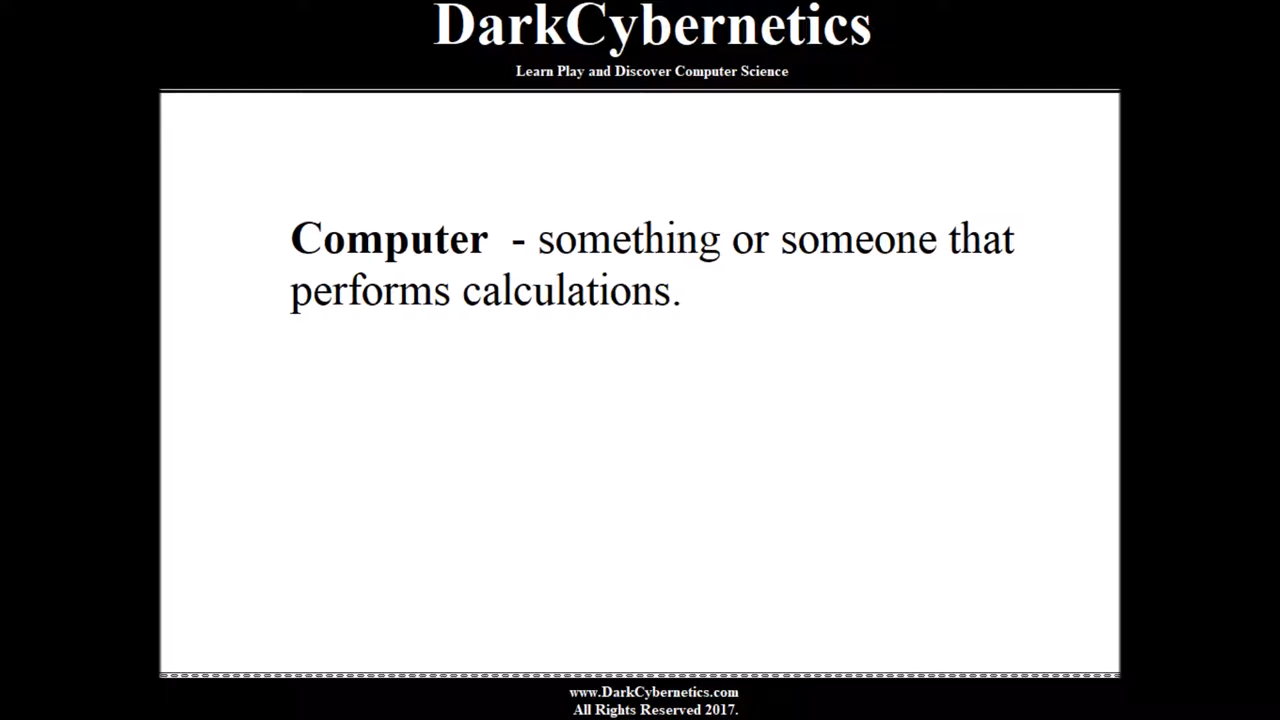 DarkCybernetics
Learn Play and Discover Computer Science
Computer - something or someone that
performs calculations.
www.DarkCybernetics.com
All Rights Reserved 2017.